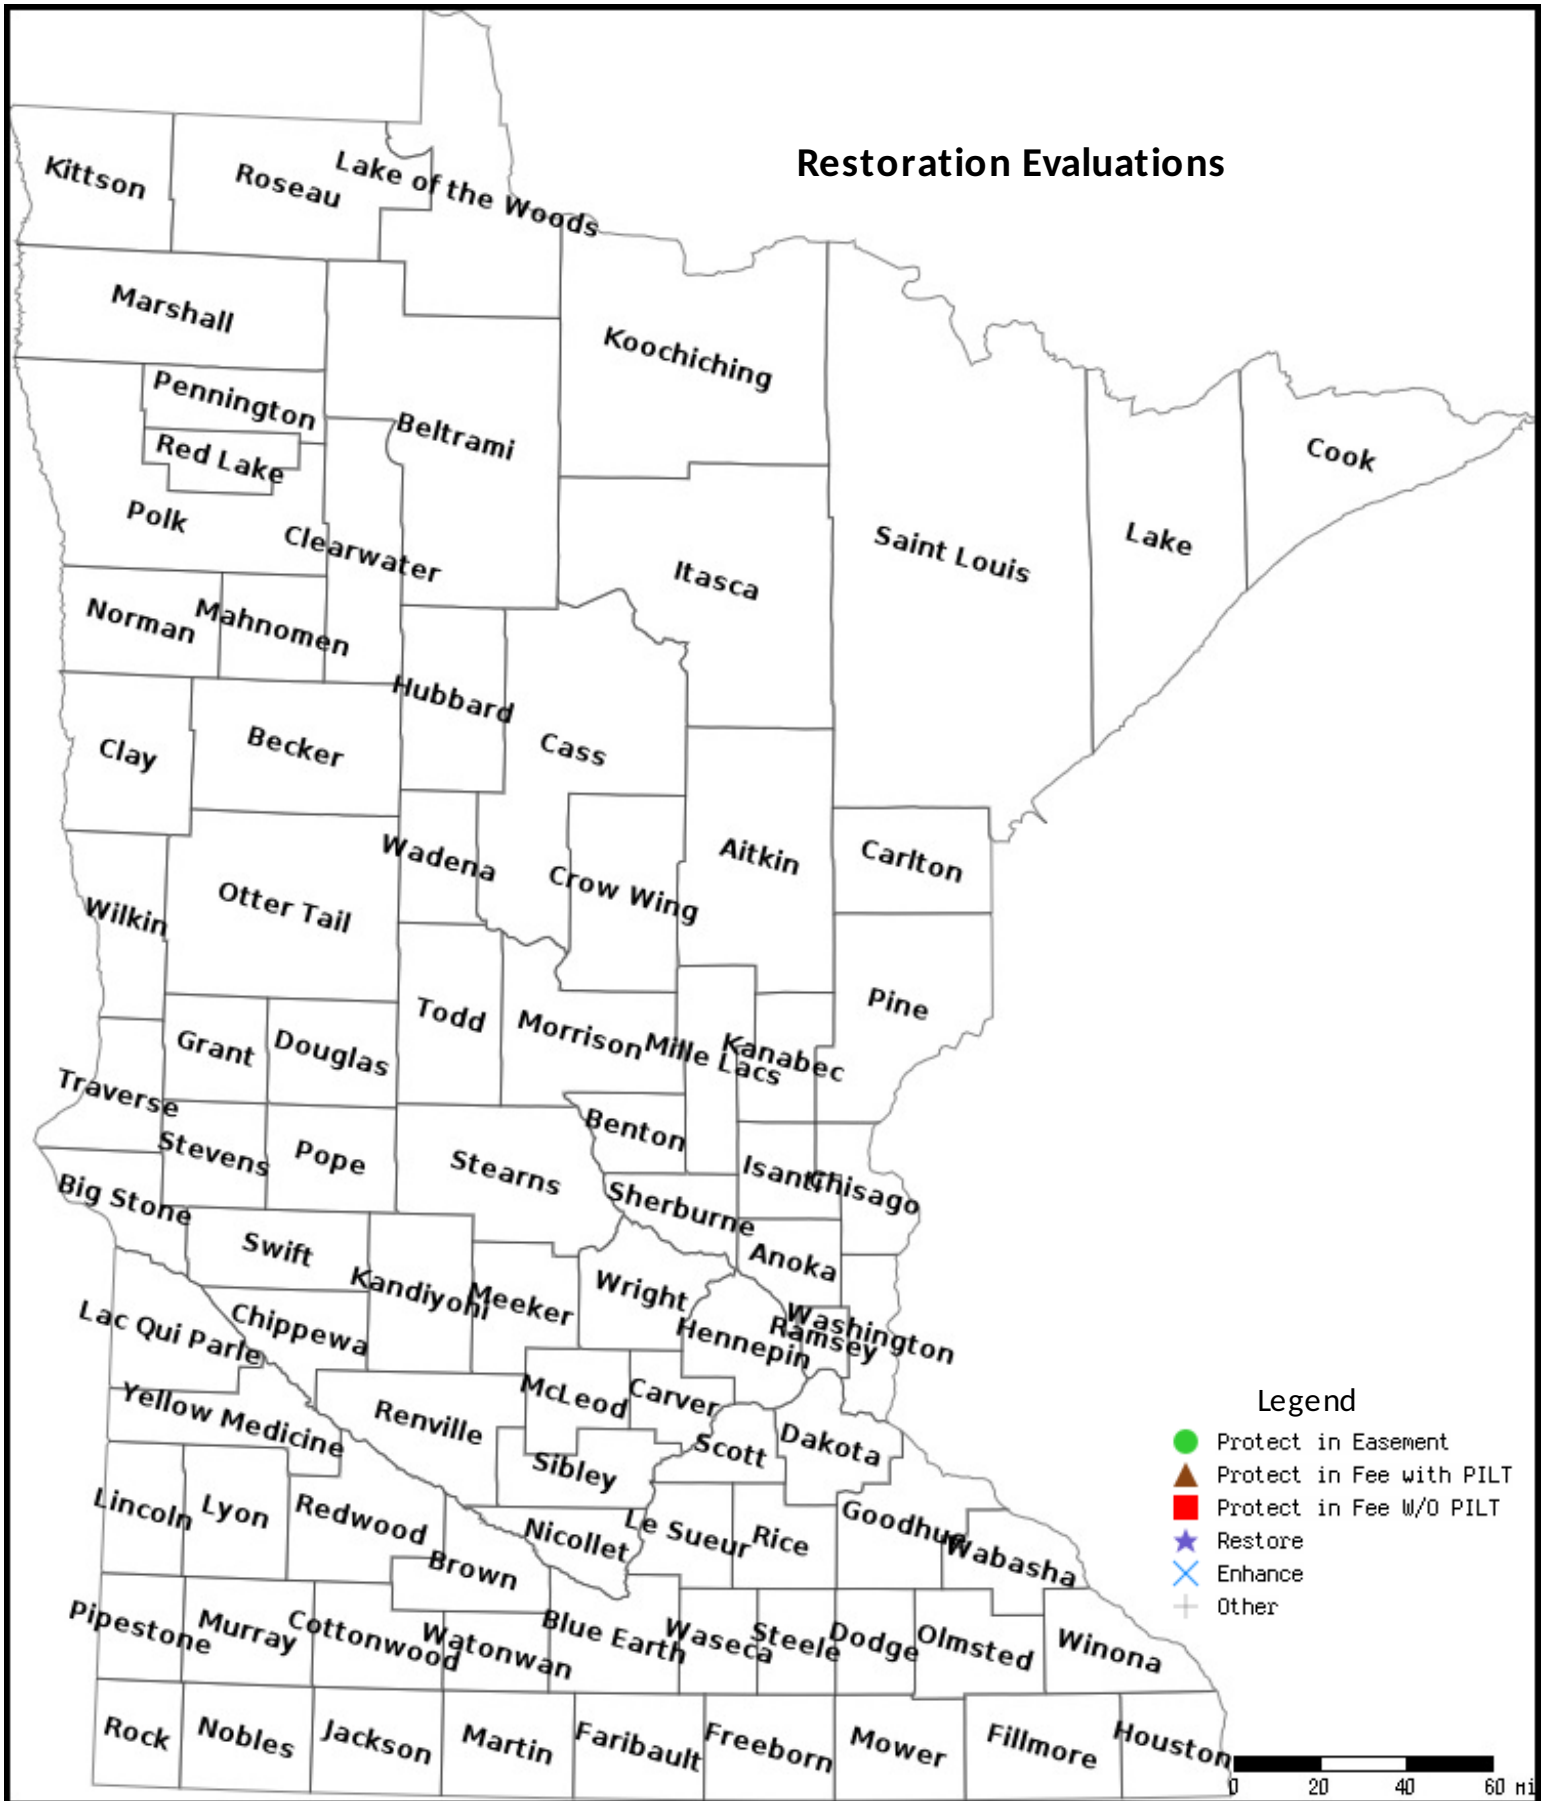 Restoration Evaluations
Kittson
Roseau
Lake of the Woods
Marshall
Koochiching
Pennington
Beltrami
Red Lake
Cook
Polk
Clearwater
Saint Louis
Lake
Itasca
Norman
Mahnomen
Hubbard
Clay
Becker
Cass
Wadena
Aitkin
Carlton
Otter Tail
Crow Wing
Wilkin
Pine
Todd
Morrison
Grant
Douglas
Mille Lacs
Kanabec
Traverse
Benton
Stevens
Pope
Stearns
Isanti
Chisago
Big Stone
Sherburne
Swift
Anoka
Kandiyohi
Meeker
Wright
Washington
Ramsey
Hennepin
Lac Qui Parle
Chippewa
McLeod
Carver
Yellow Medicine
Renville
Scott
Dakota
Sibley
Lincoln
Lyon
Redwood
Nicollet
Le Sueur
Rice
Goodhue
Wabasha
Brown
Pipestone
Murray
Cottonwood
Watonwan
Blue Earth
Waseca
Steele
Dodge
Olmsted
Winona
Rock
Nobles
Jackson
Martin
Faribault
Freeborn
Mower
Fillmore
Houston
Legend
Protect in Easement
Protect in Fee with PILT
Protect in Fee W/O PILT
Restore
Enhance
Other
0 20 40 60 mi